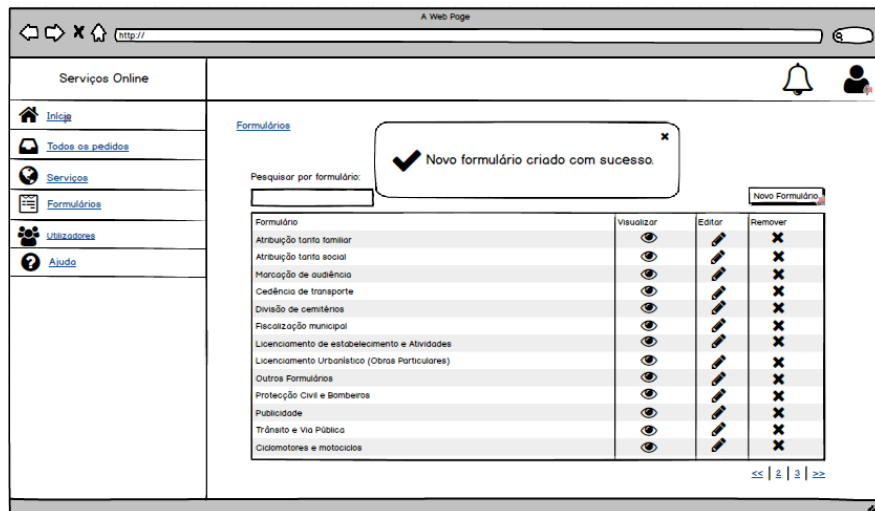 A Web Page
http://
Serviços Online
Início
Todos os pedidos
Serviços
Formulários
Utilizadores
Ajuda
Formulários
Novo formulário criado com sucesso.
Pesquisar por formulário:
Novo Formulário
Formulário Visualizar Editar Remover
Atribuição tarifa familiar
Atribuição tarifa social
Marcação de audiência
Cedência de transporte
Divisão de cemitérios
Fiscalização municipal
Licenciamento de estabelecimento e Atividades
Licenciamento Urbanístico (Obras Particulares)
Outros Formulários
Protecção Civil e Bombeiros
Publicidade
Trânsito e Via Pública
Ciclomotores e motociclos
<< | 2 | 3 | >>